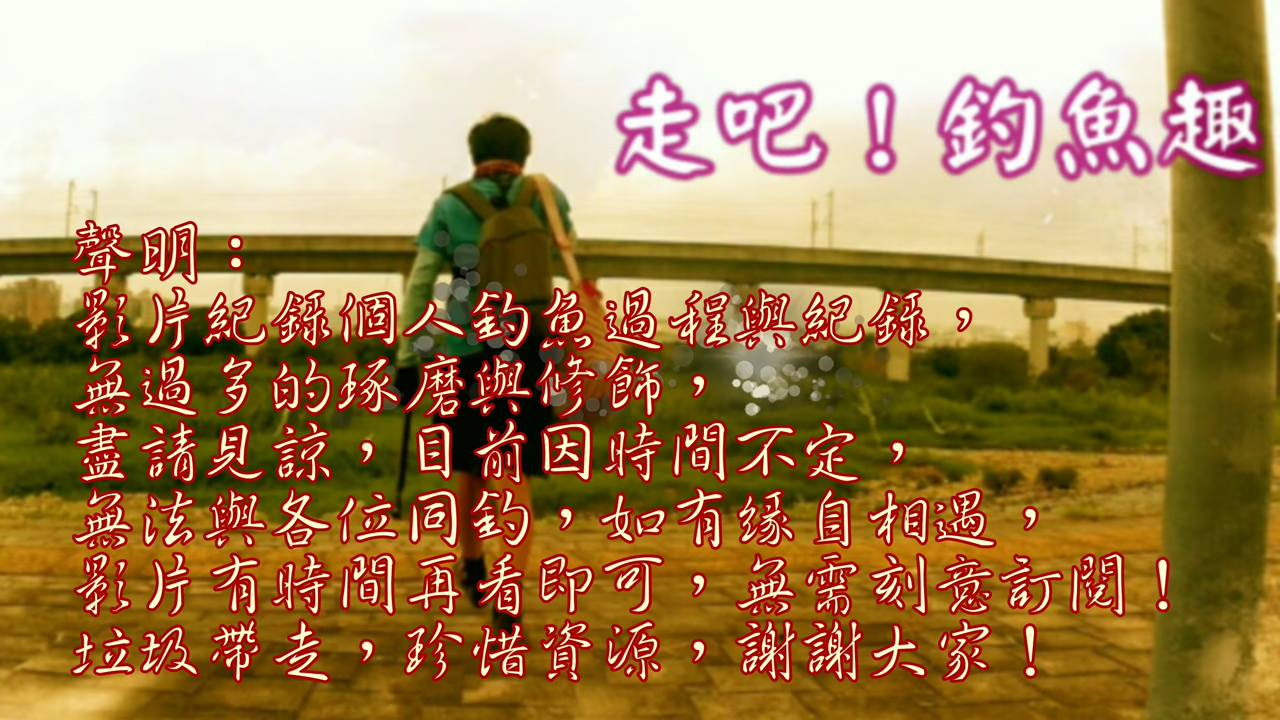 走吧！釣魚趣
聲明：
影片紀錄個人釣魚過程與紀錄，
無過多的琢磨與修飾，
盡請見諒，目前因時間不定，
無法與各位同釣，如有緣自相遇，
影片有時間再看即可，無需刻意訂閱！
垃圾帶走，珍惜資源，謝謝大家！